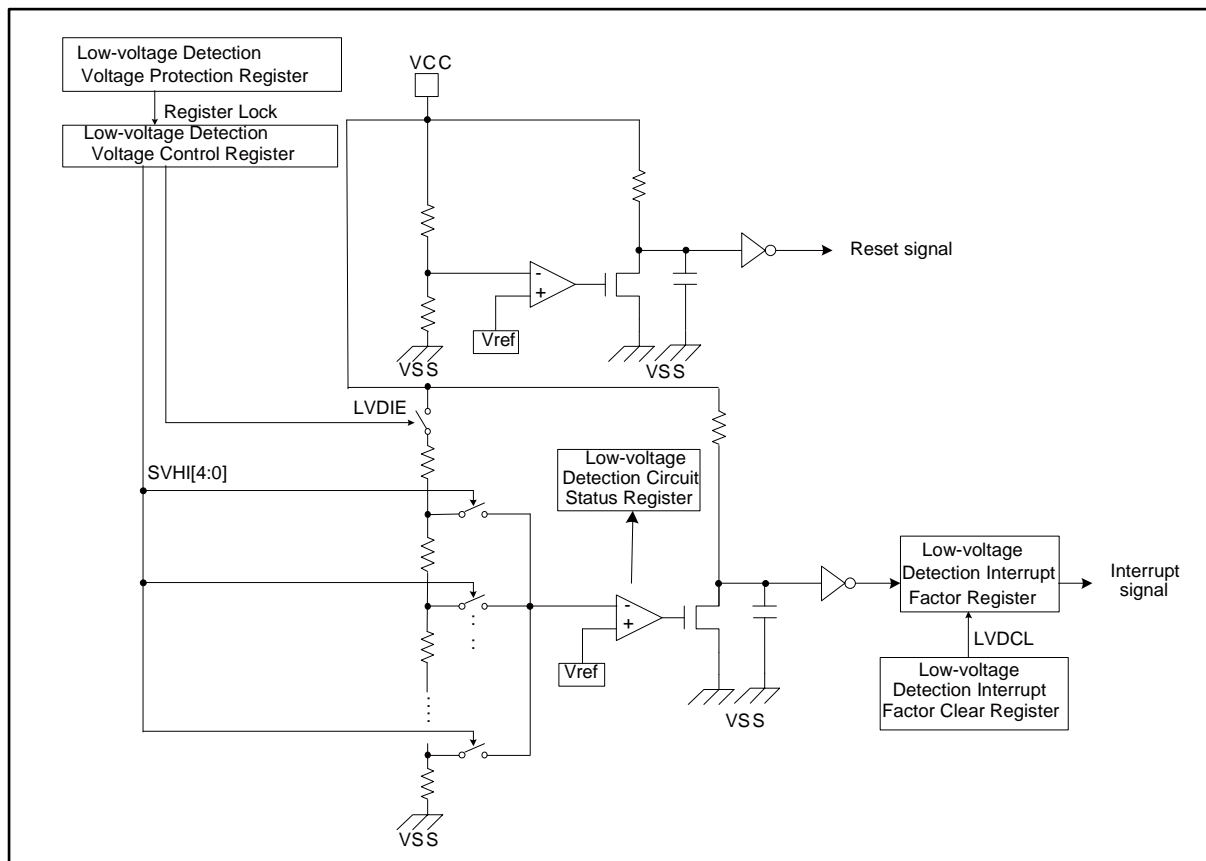 Low-voltage Detection
Voltage Protection Register
Register Lock
Low-voltage Detection
Voltage Control Register
VCC
-
+
Vref
VSS
VSS
Reset signal
LVDIE
SVHI[4:0]
Low-voltage
Detection Circuit
Status Register
-
+
Vref
VSS
Low-voltage
Detection Interrupt
Factor Register
Interrupt
signal
LVDCL
Low-voltage
Detection Interrupt
Factor Clear Register
VSS